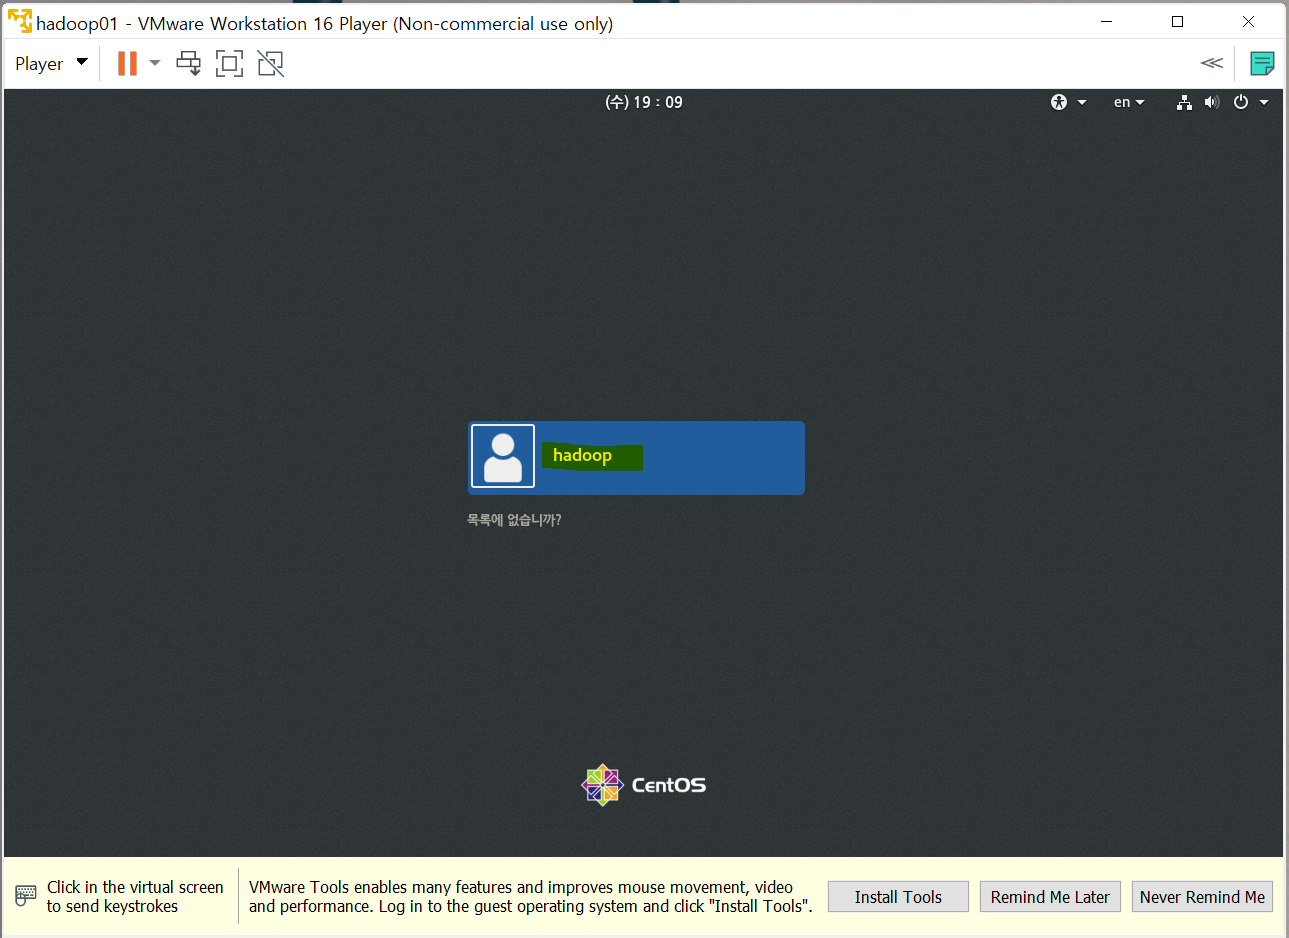 hadoop01 - VMware Workstation 16 Player (Non-commercial use only)
Player
(수) 19 : 09
en
hadoop
목록에 없습니까?
CentOS
Click in the virtual screen
to send keystrokes
VMware Tools enables many features and improves mouse movement, video
and performance. Log in to the guest operating system and click "Install Tools".
Install Tools
Remind Me Later
Never Remind Me